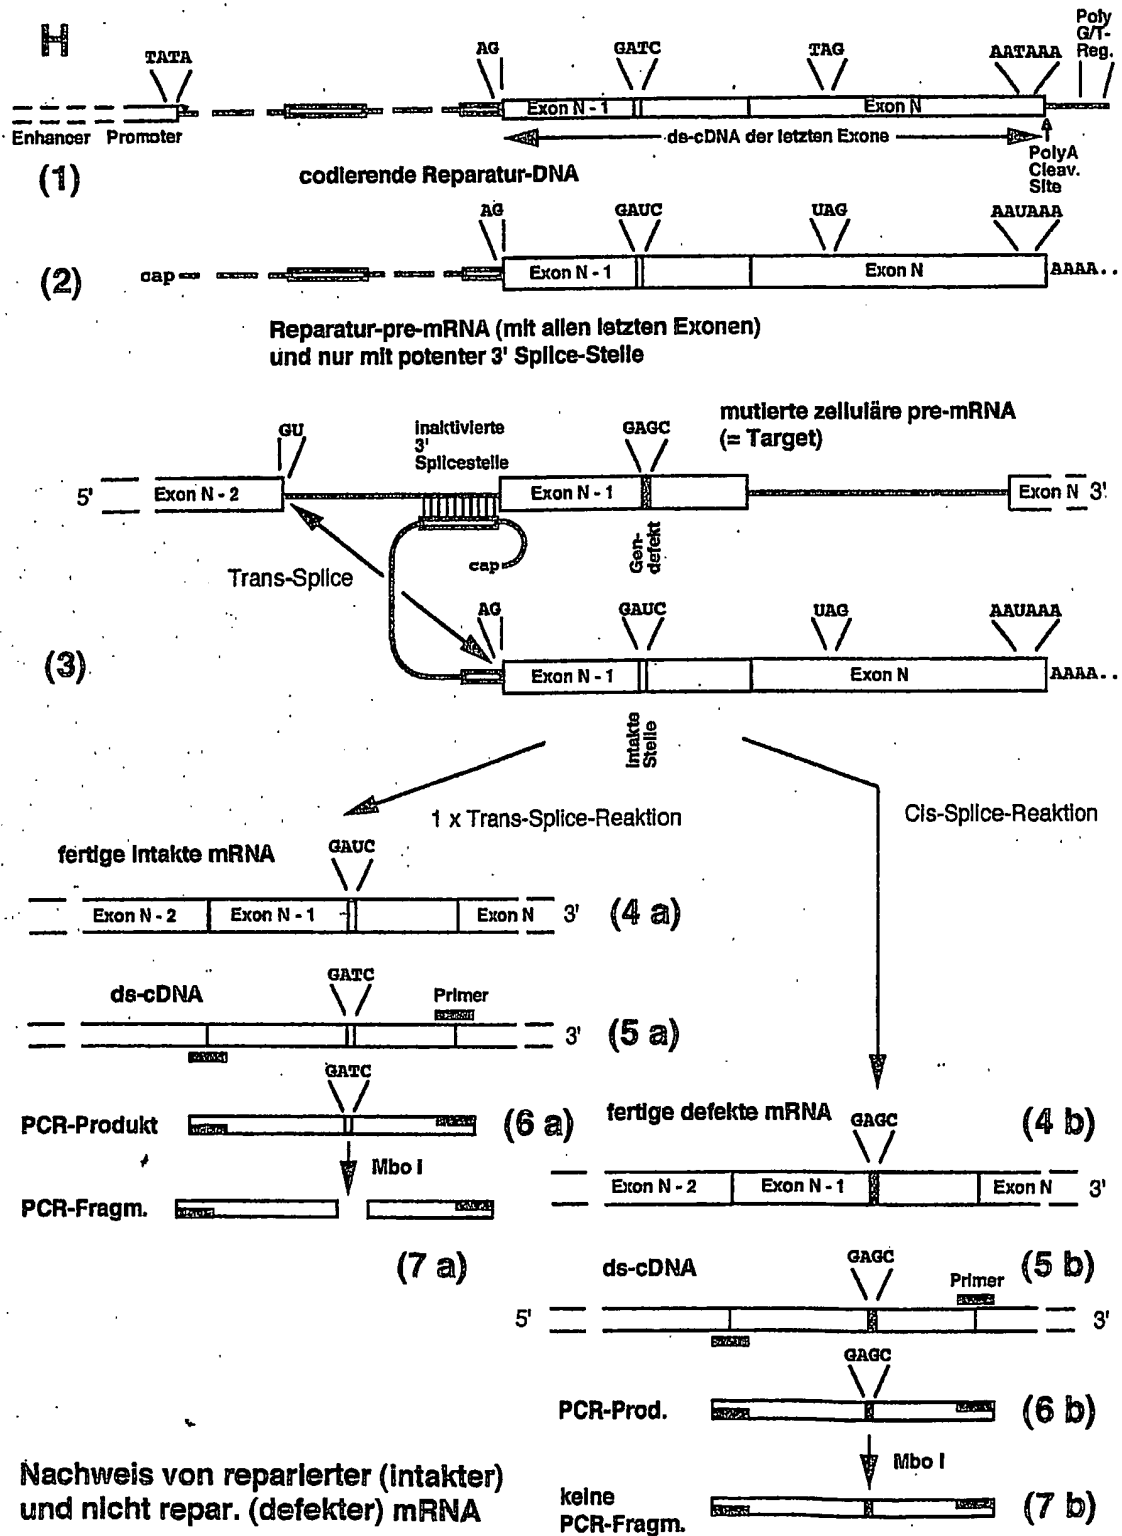 H
Poly
G/T-
Reg.
TATA
AG
GATC
TAG
AATAAA
Exon N - 1
Exon N
Enhancer
Promoter
ds-cDNA der letzten Exone
PolyA
Cleav.
Site
(1)
codierende Reparatur-DNA
AG
GAUC
UAG
AAUAAA
cap
Exon N - 1
Exon N
AAAA..
(2)
Reparatur-pre-mRNA (mit allen letzten Exonen)
und nur mit potenter 3' Splice-Stelle
mutierte zelluläre pre-mRNA
(= Target)
GU
inaktivierte
3'
Splicestelle
GAGC
5'
Exon N - 2
Exon N - 1
Exon N
3'
cap
Gen-
defekt
Trans-Splice
AG
GAUC
UAG
AAUAAA
(3)
Exon N - 1
Exon N
AAAA..
Intakte
Stelle
1 x Trans-Splice-Reaktion
Cis-Splice-Reaktion
fertige intakte mRNA
GAUC
Exon N - 2
Exon N - 1
Exon N
3'
(4 a)
ds-cDNA
GATC
Primer
3'
(5 a)
GATC
PCR-Produkt
(6 a)
Mbo I
PCR-Fragm.
(7 a)
fertige defekte mRNA
GAGC
(4 b)
Exon N - 2
Exon N - 1
Exon N
3'
ds-cDNA
GAGC
Primer
(5 b)
5'
3'
GAGC
PCR-Prod.
(6 b)
Mbo I
keine
PCR-Fragm.
(7 b)
Nachweis von reparierter (intakter)
und nicht repar. (defekter) mRNA